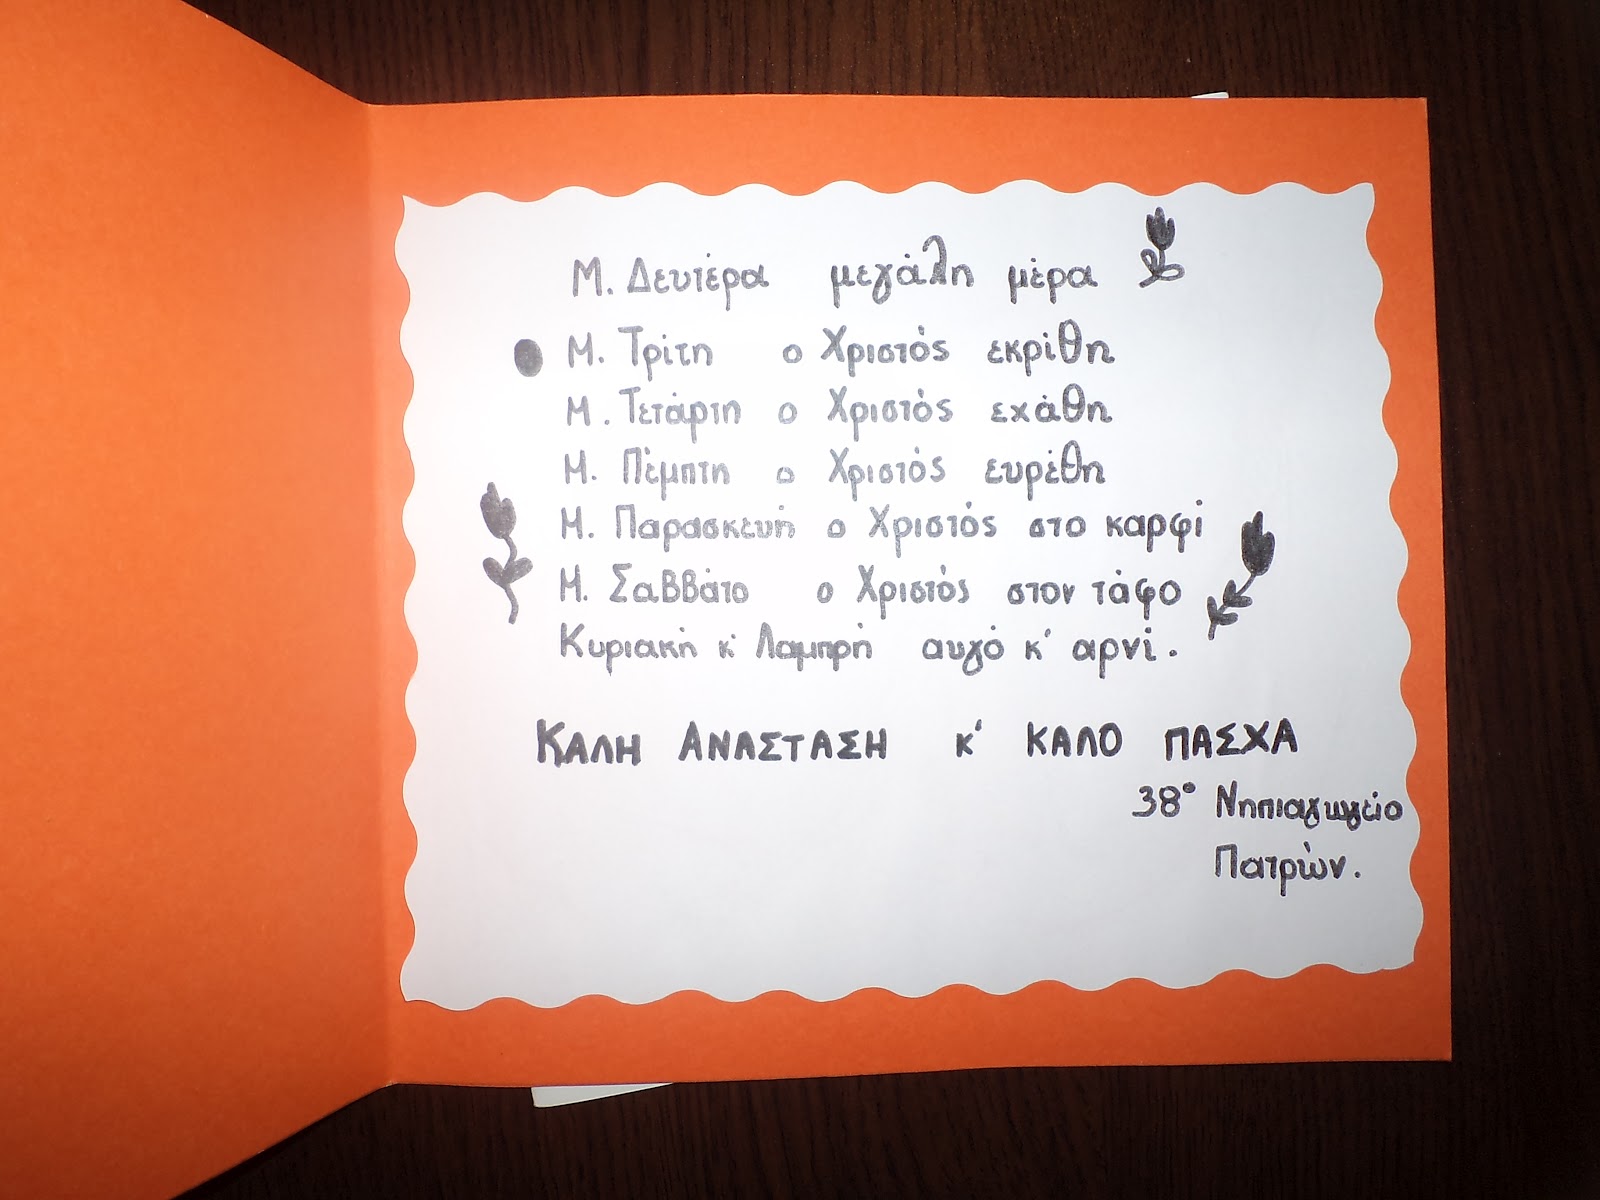 Μ. Δευτέρα μεγάλη μέρα
Μ. Τρίτη ο Χριστός εκρίθη
Μ. Τετάρτη ο Χριστός εχάθη
Μ. Πέμπτη ο Χριστός ευρέθη
Μ. Παρασκευή ο Χριστός στο καρφί
Μ. Σαββάτο ο Χριστός στον τάφο
Κυριακή κ' Λαμπρή αυγό κ' αρνί.
ΚΑΛΗ ΑΝΑΣΤΑΣΗ κ' ΚΑΛΟ ΠΑΣΧΑ
38° Νηπιαγωγείο
Πατρών.